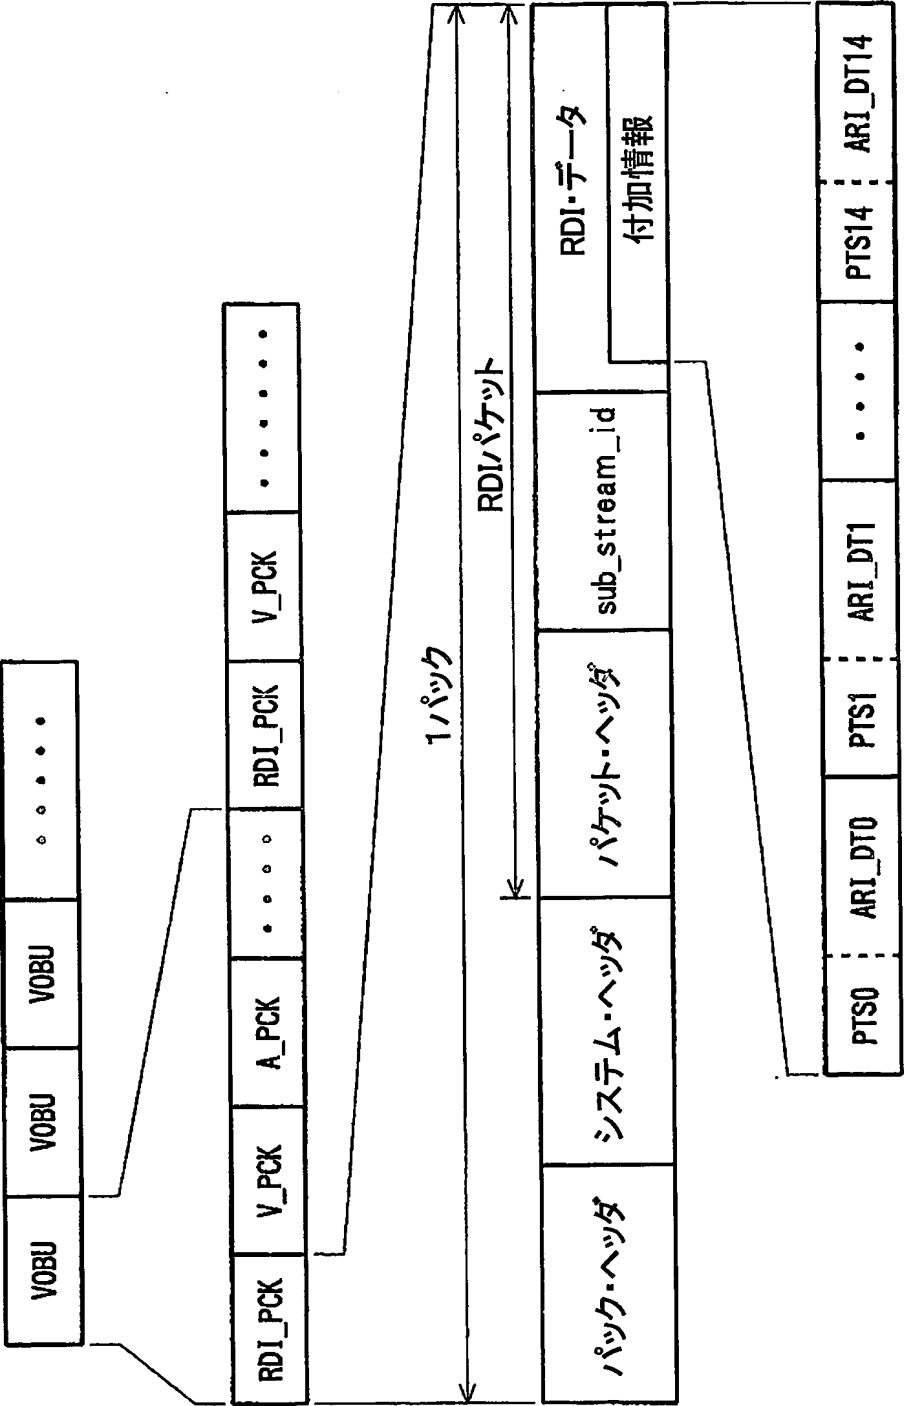 VOBU
VOBU
VOBU
• • • • •
RDI_PCK
V_PCK
A_PCK
• • • •
RDI_PCK
V_PCK
• • • • • •
1パック
RDIパケット
パック・ヘッダ
システム・ヘッダ
パケット・ヘッダ
sub_stream_id
RDI・データ
付加情報
PTS0
ARI_DT0
PTS1
ARI_DT1
• • • •
PTS14
ARI_DT14